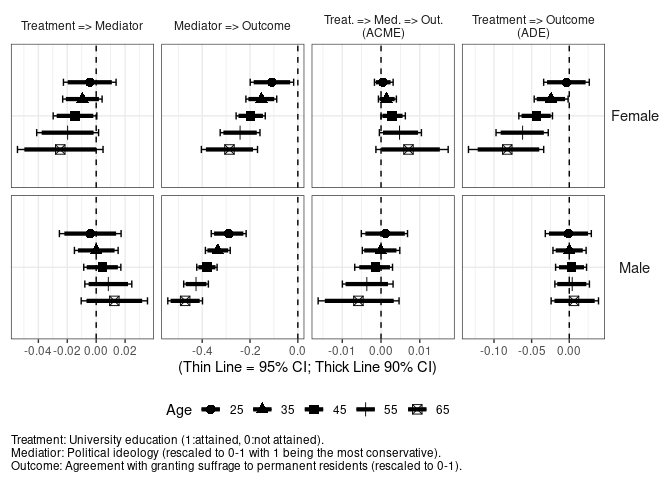 Treatment => Mediator
Mediator => Outcome
Treat. => Med. => Out.
(ACME)
Treatment => Outcome
(ADE)
Female
Male
-0.04 -0.02 0.00 0.02
-0.4 -0.2 0.0
-0.01 0.00 0.01
-0.10 -0.05 0.00
(Thin Line = 95% CI; Thick Line 90% CI)
Age 25 35 45 55 65
Treatment: University education (1:attained, 0:not attained).
Mediator: Political ideology (rescaled to 0-1 with 1 being the most conservative).
Outcome: Agreement with granting suffrage to permanent residents (rescaled to 0-1).